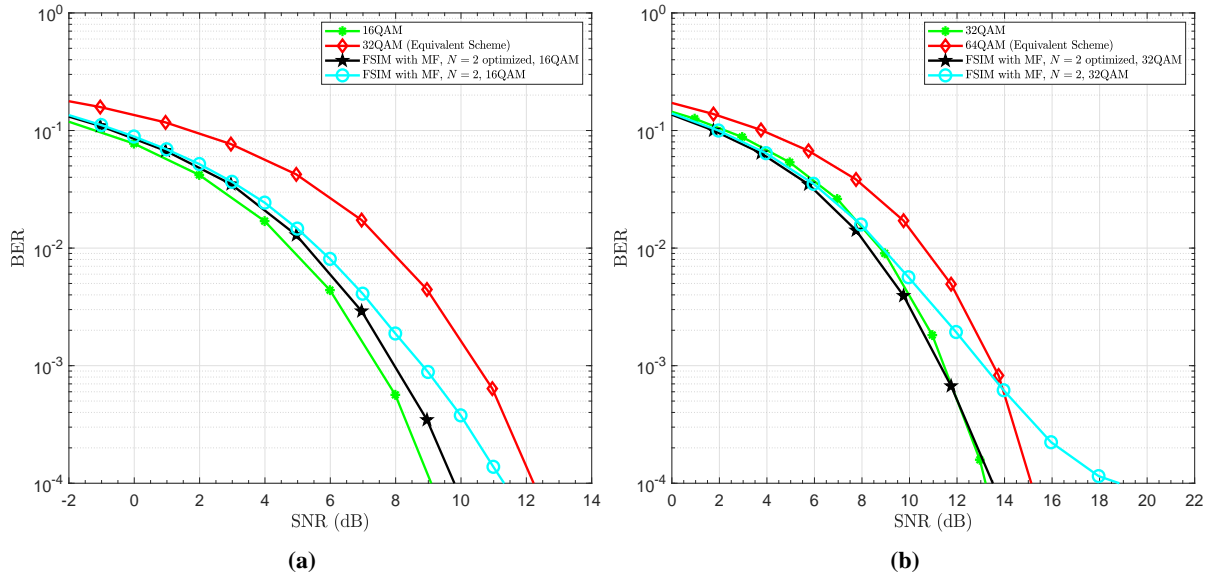 10^0
10^-1
10^-2
10^-3
10^-4
BER
-2 0 2 4 6 8 10 12 14
SNR (dB)
16QAM
32QAM (Equivalent Scheme)
FSIM with MF, N = 2 optimized, 16QAM
FSIM with MF, N = 2, 16QAM
(a)
10^0
10^-1
10^-2
10^-3
10^-4
BER
0 2 4 6 8 10 12 14 16 18 20 22
SNR (dB)
32QAM
64QAM (Equivalent Scheme)
FSIM with MF, N = 2 optimized, 32QAM
FSIM with MF, N = 2, 32QAM
(b)